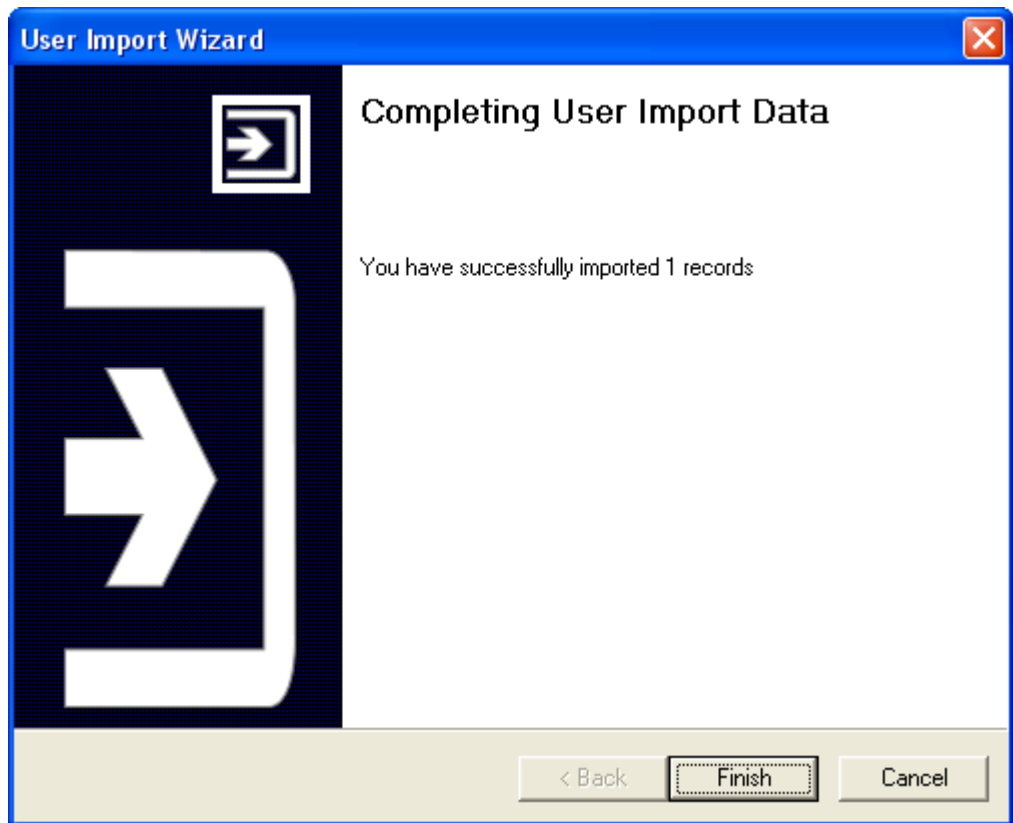 User Import Wizard
Completing User Import Data
You have successfully imported 1 records
< Back Finish Cancel